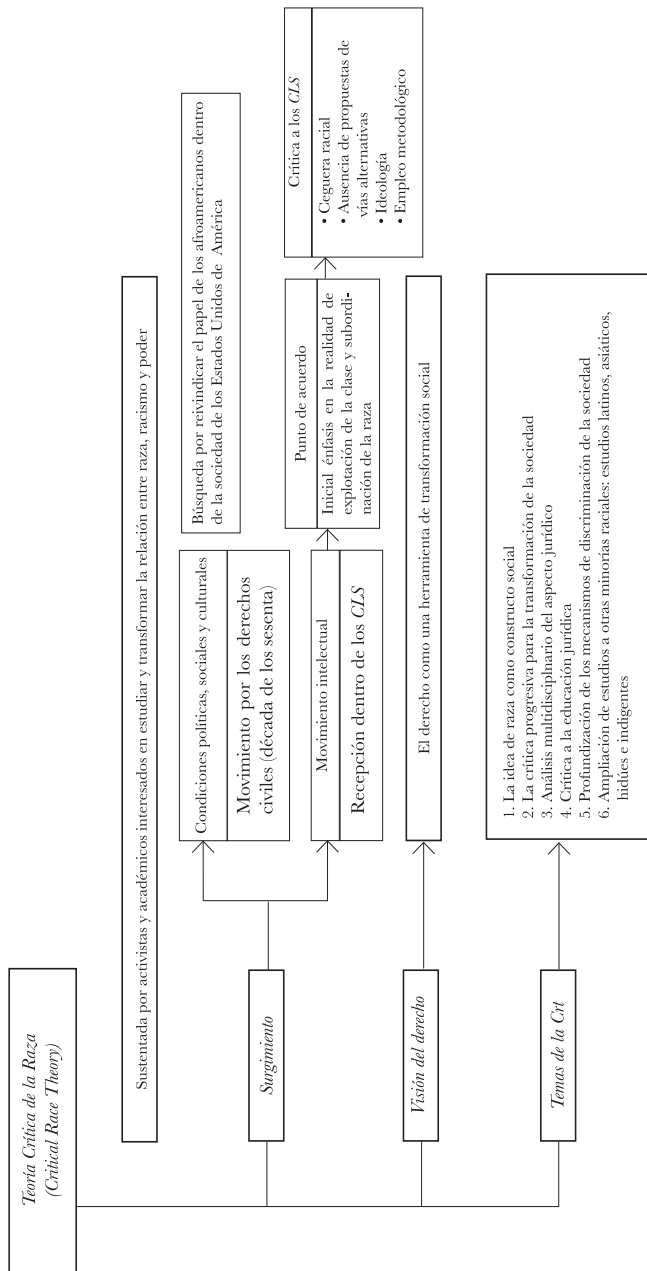 Teoría Crítica de la Raza
(Critical Race Theory)
Sustentada por activistas y académicos interesados en estudiar y transformar la relación entre raza, racismo y poder
Surgimiento
Condiciones políticas, sociales y culturales
Movimiento por los derechos
civiles (década de los sesenta)
Búsqueda por reivindicar el papel de los afroamericanos dentro
de la sociedad de los Estados Unidos de América
Movimiento intelectual
Recepción dentro de los CLS
Punto de acuerdo
Inicial énfasis en la realidad de
explotación de la clase y subordi-
nación de la raza
Crítica a los CLS
• Ceguera racial
• Ausencia de propuestas de
vías alternativas
• Ideología
• Empleo metodológico
Visión del derecho
El derecho como una herramienta de transformación social
Temas de la Crt
1. La idea de raza como constructo social
2. La crítica progresiva para la transformación de la sociedad
3. Análisis multidisciplnario del aspecto jurídico
4. Crítica a la educación jurídica
5. Profundización de los mecanismos de discriminación de la sociedad
6. Ampliación de estudios a otras minorías raciales: estudios latinos, asiáticos,
hidúes e indigentes